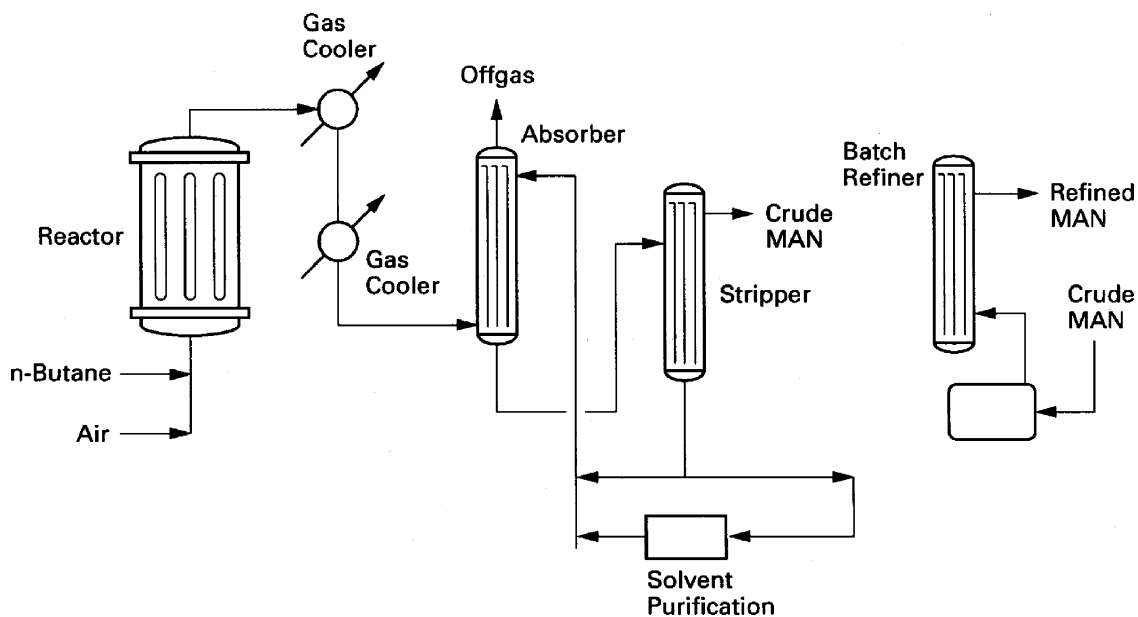 Gas
Cooler
Offgas
Absorber
Batch
Refiner
Crude
MAN
Refined
MAN
Reactor
Gas
Cooler
Stripper
Crude
MAN
n-Butane
Air
Solvent
Purification